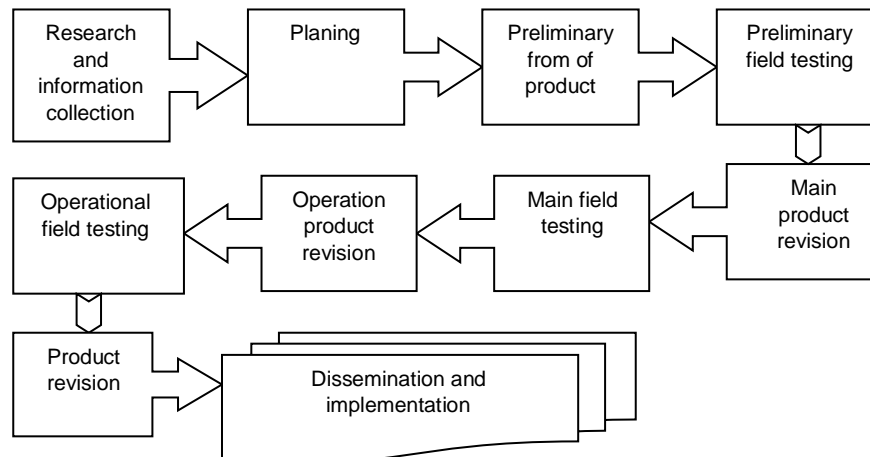 Research
and
information
collection
Planing
Preliminary
from of
product
Preliminary
field testing
Main
product
revision
Main field
testing
Operation
product
revision
Operational
field testing
Product
revision
Dissemination and
implementation